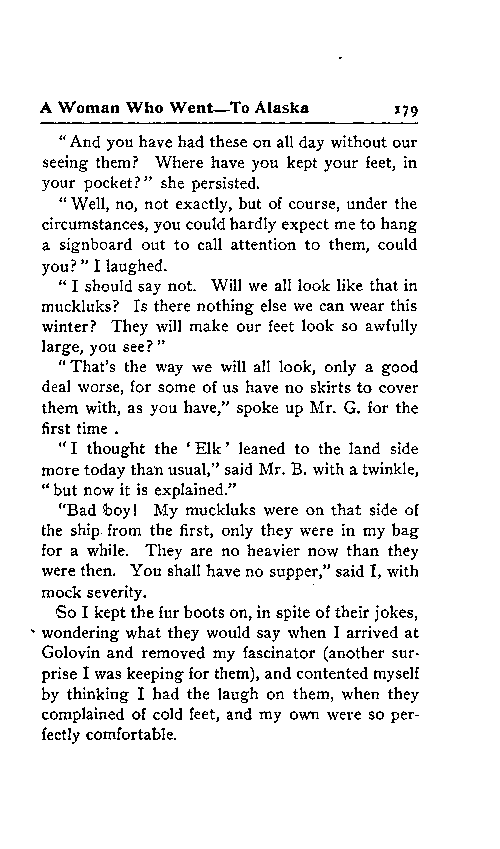 A Woman Who Went—To Alaska 179
"And you have had these on all day without our
seeing them? Where have you kept your feet, in
your pocket?" she persisted.
"Well, no, not exactly, but of course, under the
circumstances, you could hardly expect me to hang
a signboard out to call attention to them, could
you?" I laughed.
"I should say not. Will we all look like that in
muckluks? Is there nothing else we can wear this
winter? They will make our feet look so awfully
large, you see?"
"That's the way we will all look, only a good
deal worse, for some of us have no skirts to cover
them with, as you have," spoke up Mr. G. for the
first time .
"I thought the 'Elk' leaned to the land side
more today than usual," said Mr. B. with a twinkle,
"but now it is explained."
"Bad boy! My muckluks were on that side of
the ship from the first, only they were in my bag
for a while. They are no heavier now than they
were then. You shall have no supper," said I, with
mock severity.
So I kept the fur boots on, in spite of their jokes,
wondering what they would say when I arrived at
Golovin and removed my fascinator (another sur-
prise I was keeping for them), and contented myself
by thinking I had the laugh on them, when they
complained of cold feet, and my own were so per-
fectly comfortable.